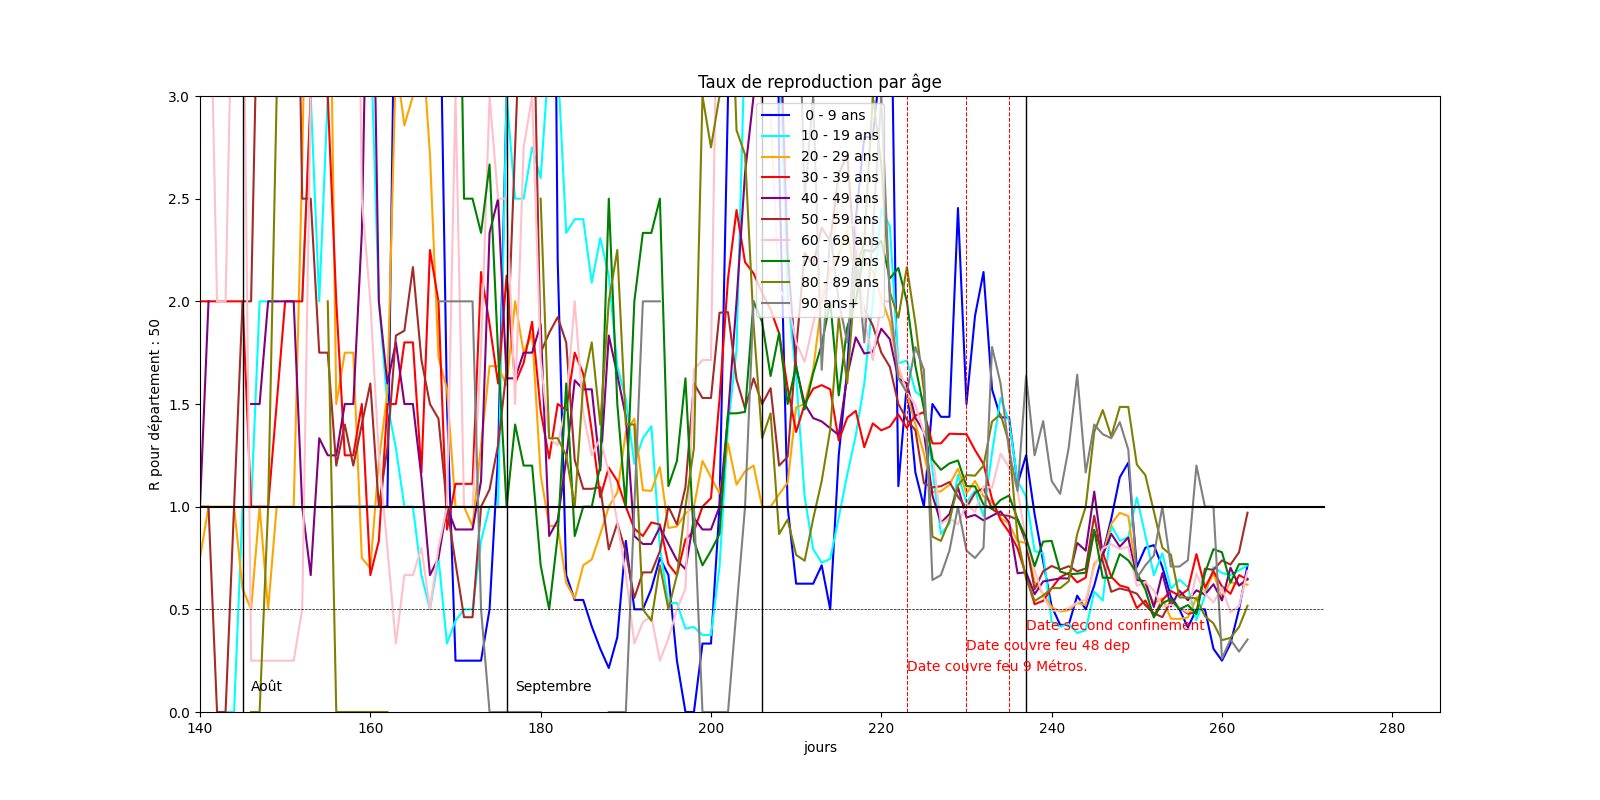 Taux de reproduction par âge
R pour département : 50
3.0
2.5
2.0
1.5
1.0
0.5
0.0
0 - 9 ans
10 - 19 ans
20 - 29 ans
30 - 39 ans
40 - 49 ans
50 - 59 ans
60 - 69 ans
70 - 79 ans
80 - 89 ans
90 ans+
Date second confinement
Date couvre feu 48 dep
Date couvre feu 9 Métros.
Août
Septembre
140 160 180 200 220 240 260 280
jours